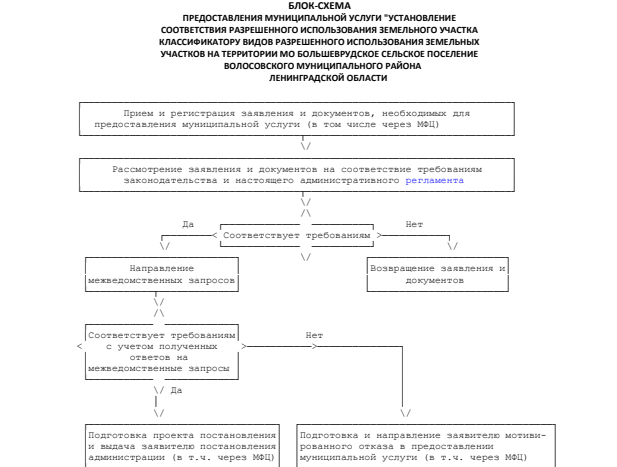 БЛОК-СХЕМА
ПРЕДОСТАВЛЕНИЯ МУНИЦИПАЛЬНОЙ УСЛУГИ "УСТАНОВЛЕНИЕ
СООТВЕТСТВИЯ РАЗРЕШЕННОГО ИСПОЛЬЗОВАНИЯ ЗЕМЕЛЬНОГО УЧАСТКА
КЛАССИФИКАТОРУ ВИДОВ РАЗРЕШЕННОГО ИСПОЛЬЗОВАНИЯ ЗЕМЕЛЬНЫХ
УЧАСТКОВ НА ТЕРРИТОРИИ МО БОЛЬШЕВРУДСКОЕ СЕЛЬСКОЕ ПОСЕЛЕНИЕ
ВОЛОСОВСКОГО МУНИЦИПАЛЬНОГО РАЙОНА
ЛЕНИНГРАДСКОЙ ОБЛАСТИ
Прием и регистрация заявления и документов, необходимых для
предоставления муниципальной услуги (в том числе через МФЦ)
Рассмотрение заявления и документов на соответствие требованиям
законодательства и настоящего административного регламента
Да Нет
Соответствует требованиям
Направление
межведомственных запросов
Возвращение заявления и
документов
Соответствует требованиям
с учетом полученных
ответов на
межведомственные запросы
Нет
Да
Подготовка проекта постановления
и выдача заявителю постановления
администрации (в т.ч. через МФЦ)
Подготовка и направление заявителю мотиви-
рованного отказа в предоставлении
муниципальной услуги (в т.ч. через МФЦ)